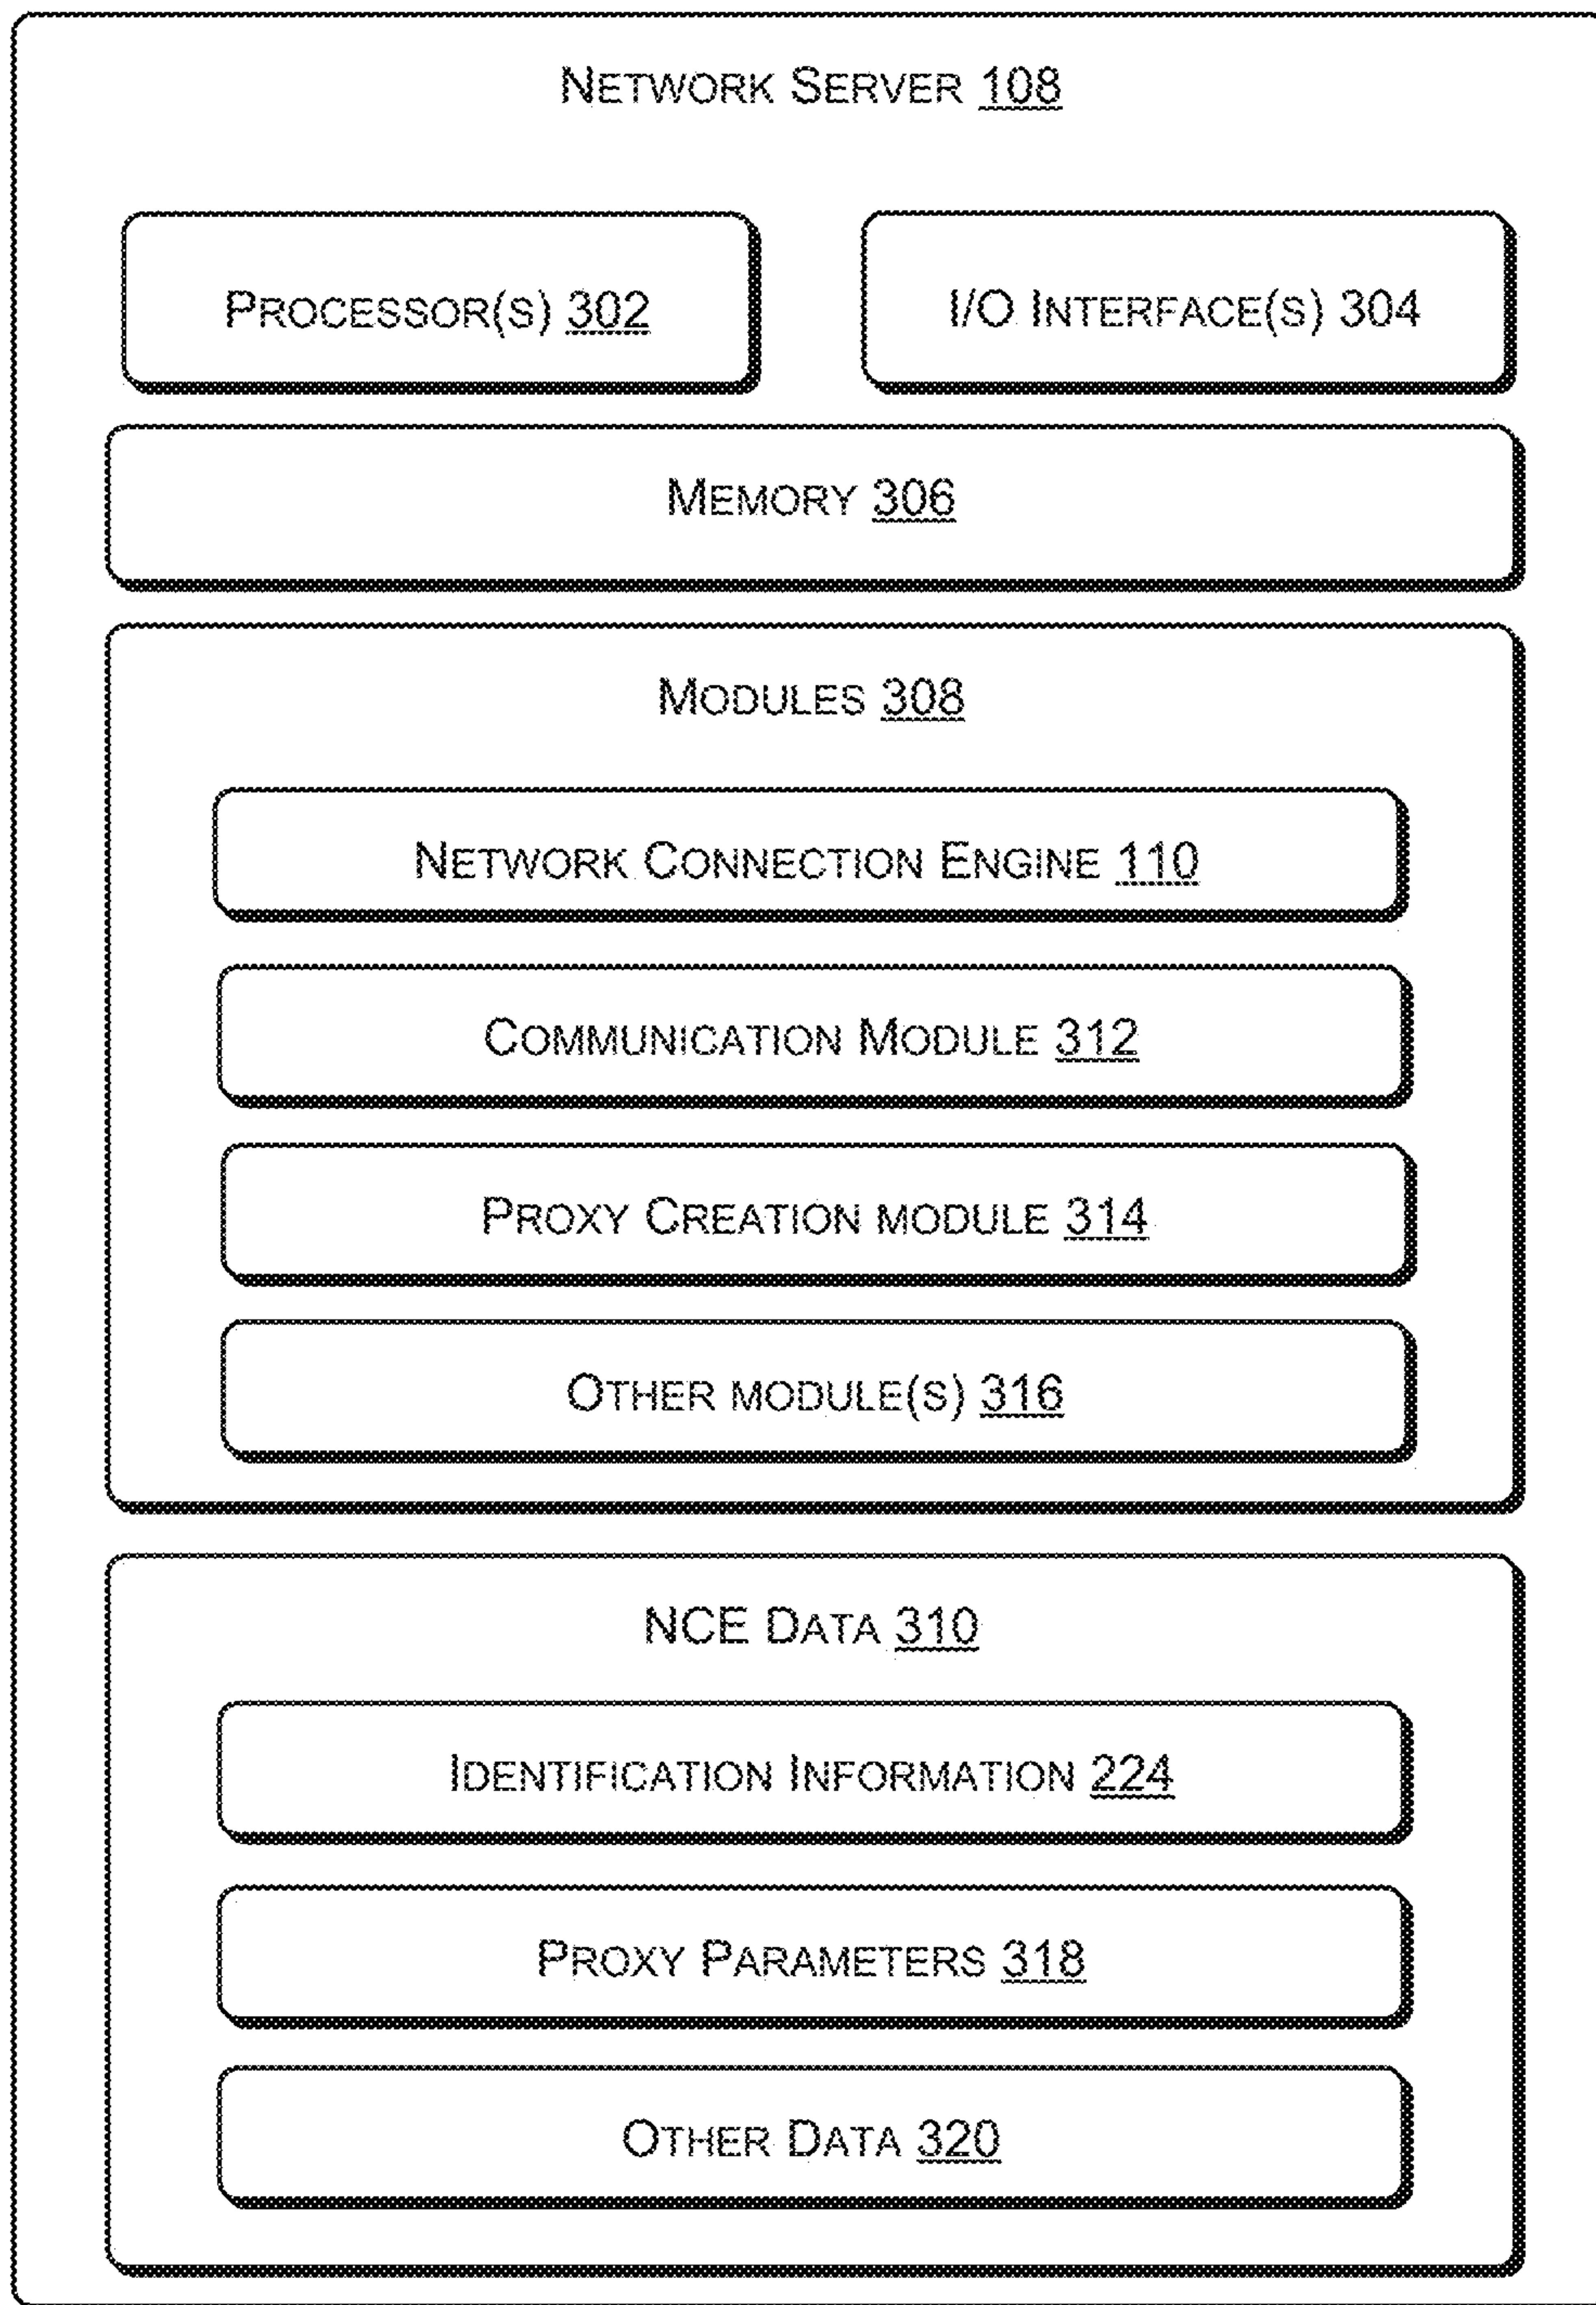 NETWORK SERVER 108
PROCESSOR(S) 302
I/O INTERFACE(S) 304
MEMORY 306
MODULES 308
NETWORK CONNECTION ENGINE 110
COMMUNICATION MODULE 312
PROXY CREATION MODULE 314
OTHER MODULE(S) 316
NCE DATA 310
IDENTIFICATION INFORMATION 224
PROXY PARAMETERS 318
OTHER DATA 320